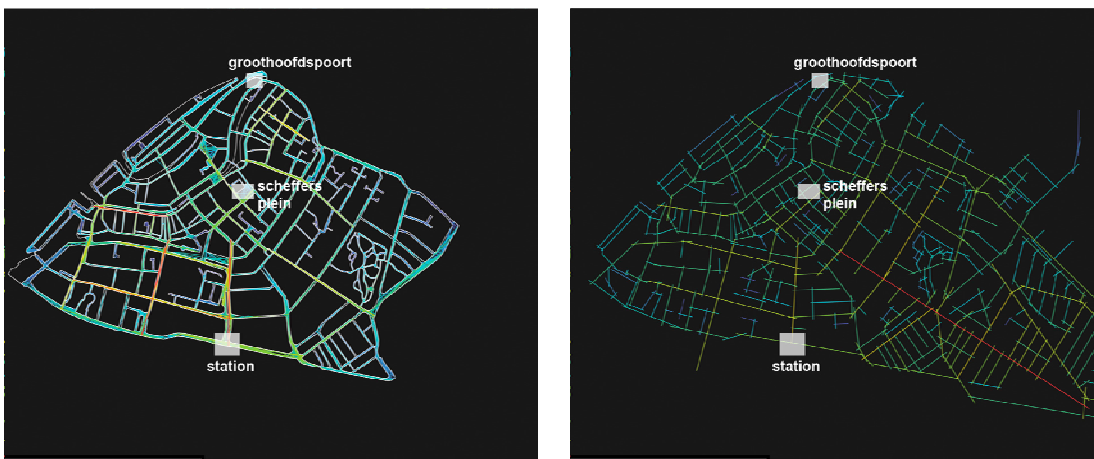 groothoofdspoort
scheffers
plein
station
groothoofdspoort
scheffers
plein
station